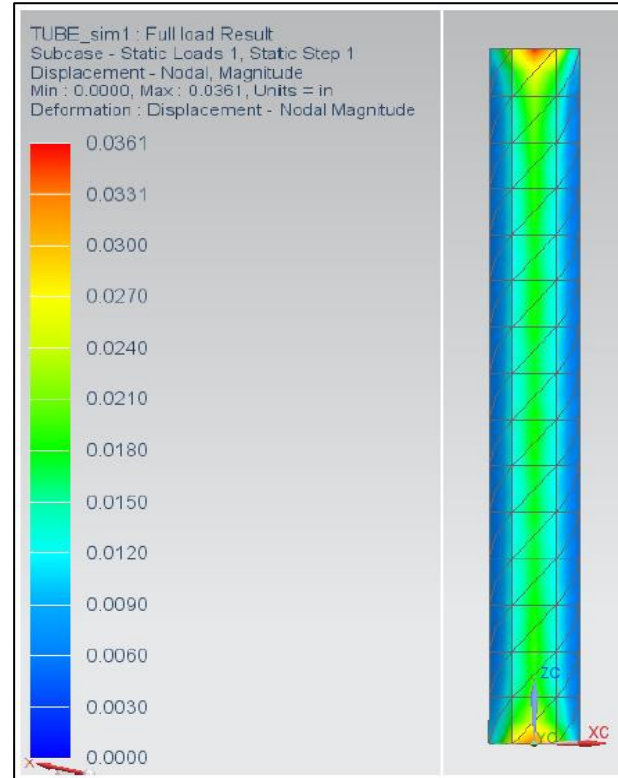 TUBE_sim1 : Full load Result
Subcase - Static Loads 1, Static Step 1
Displacement - Nodal, Magnitude
Min : 0.0000, Max : 0.0361, Units = in
Deformation : Displacement - Nodal Magnitude
0.0361
0.0331
0.0300
0.0270
0.0240
0.0210
0.0180
0.0150
0.0120
0.0090
0.0060
0.0030
0.0000
X
ZC
YC
XC